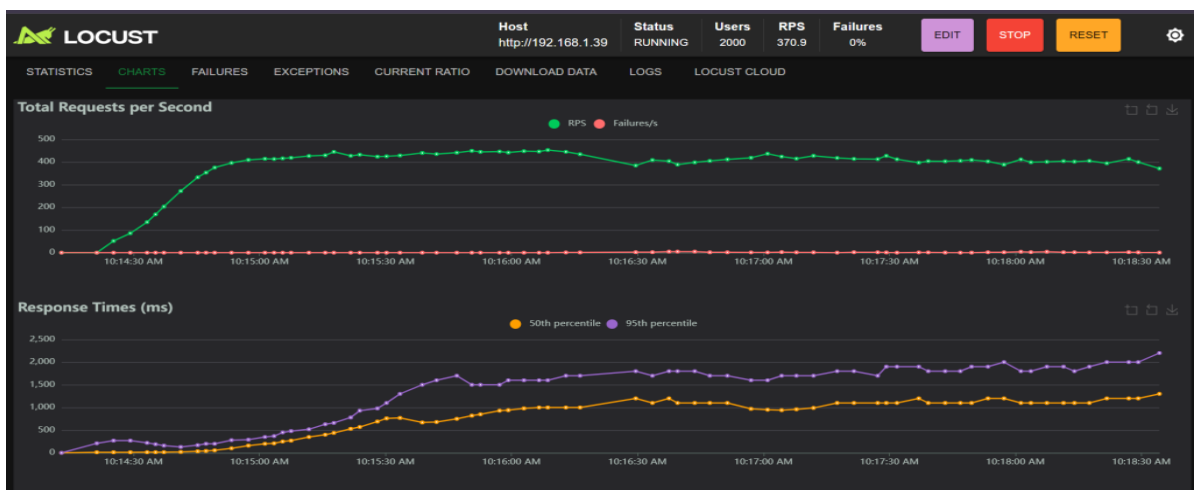 LOCUST
Host
http://192.168.1.39
Status
RUNNING
Users
2000
RPS
370.9
Failures
0%
EDIT
STOP
RESET
STATISTICS CHARTS FAILURES EXCEPTIONS CURRENT RATIO DOWNLOAD DATA LOGS LOCUST CLOUD
Total Requests per Second
RPS Failures/s
500
400
300
200
100
0
10:14:30 AM 10:15:00 AM 10:15:30 AM 10:16:00 AM 10:16:30 AM 10:17:00 AM 10:17:30 AM 10:18:00 AM 10:18:30 AM
Response Times (ms)
50th percentile 95th percentile
2,500
2,000
1,500
1,000
500
0
10:14:30 AM 10:15:00 AM 10:15:30 AM 10:16:00 AM 10:16:30 AM 10:17:00 AM 10:17:30 AM 10:18:00 AM 10:18:30 AM